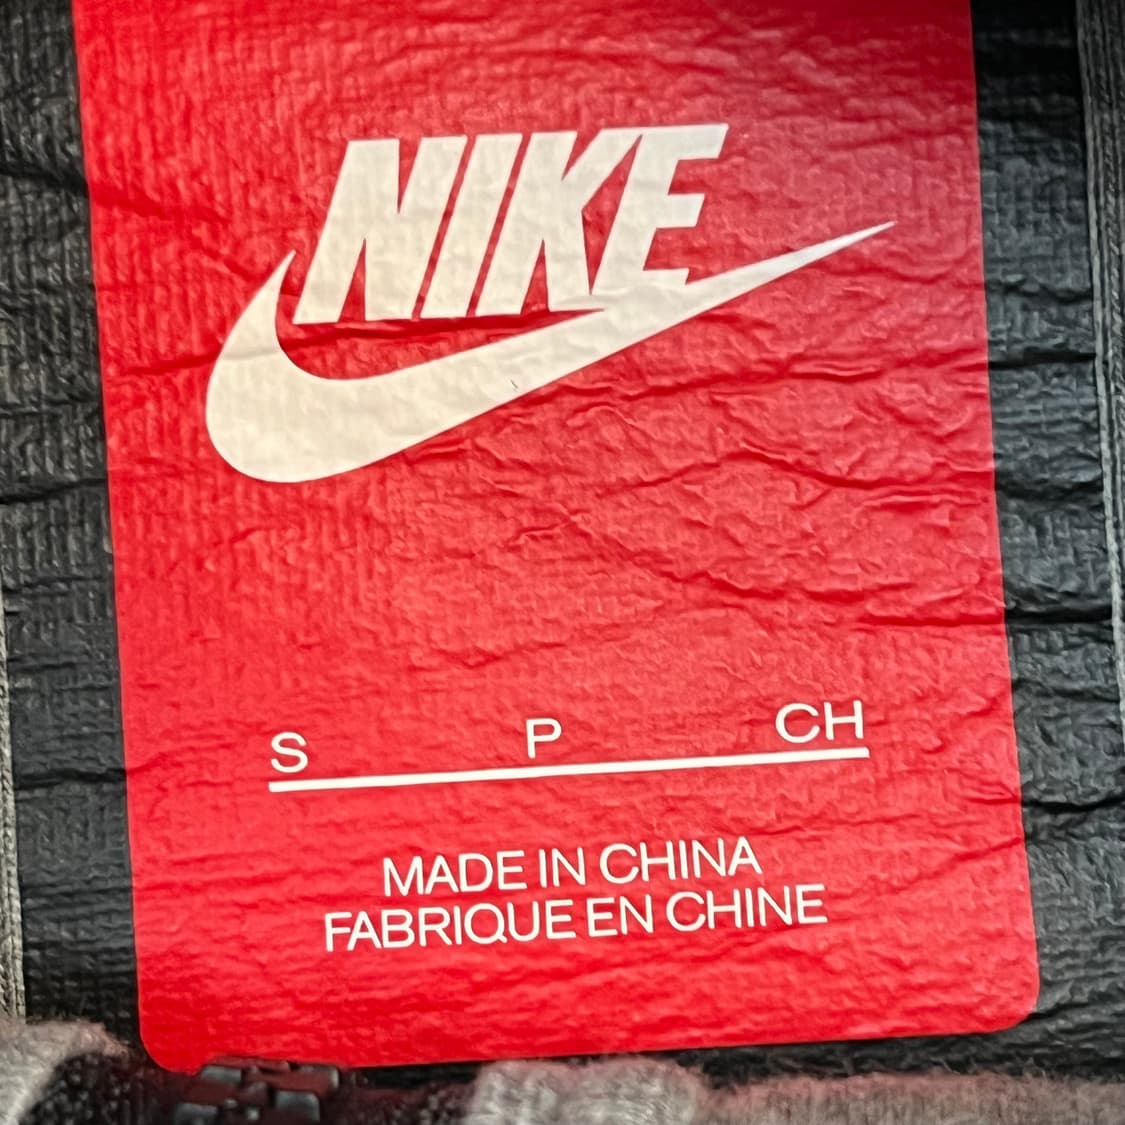 NIKE
S P CH
MADE IN CHINA
FABRIQUE EN CHINE